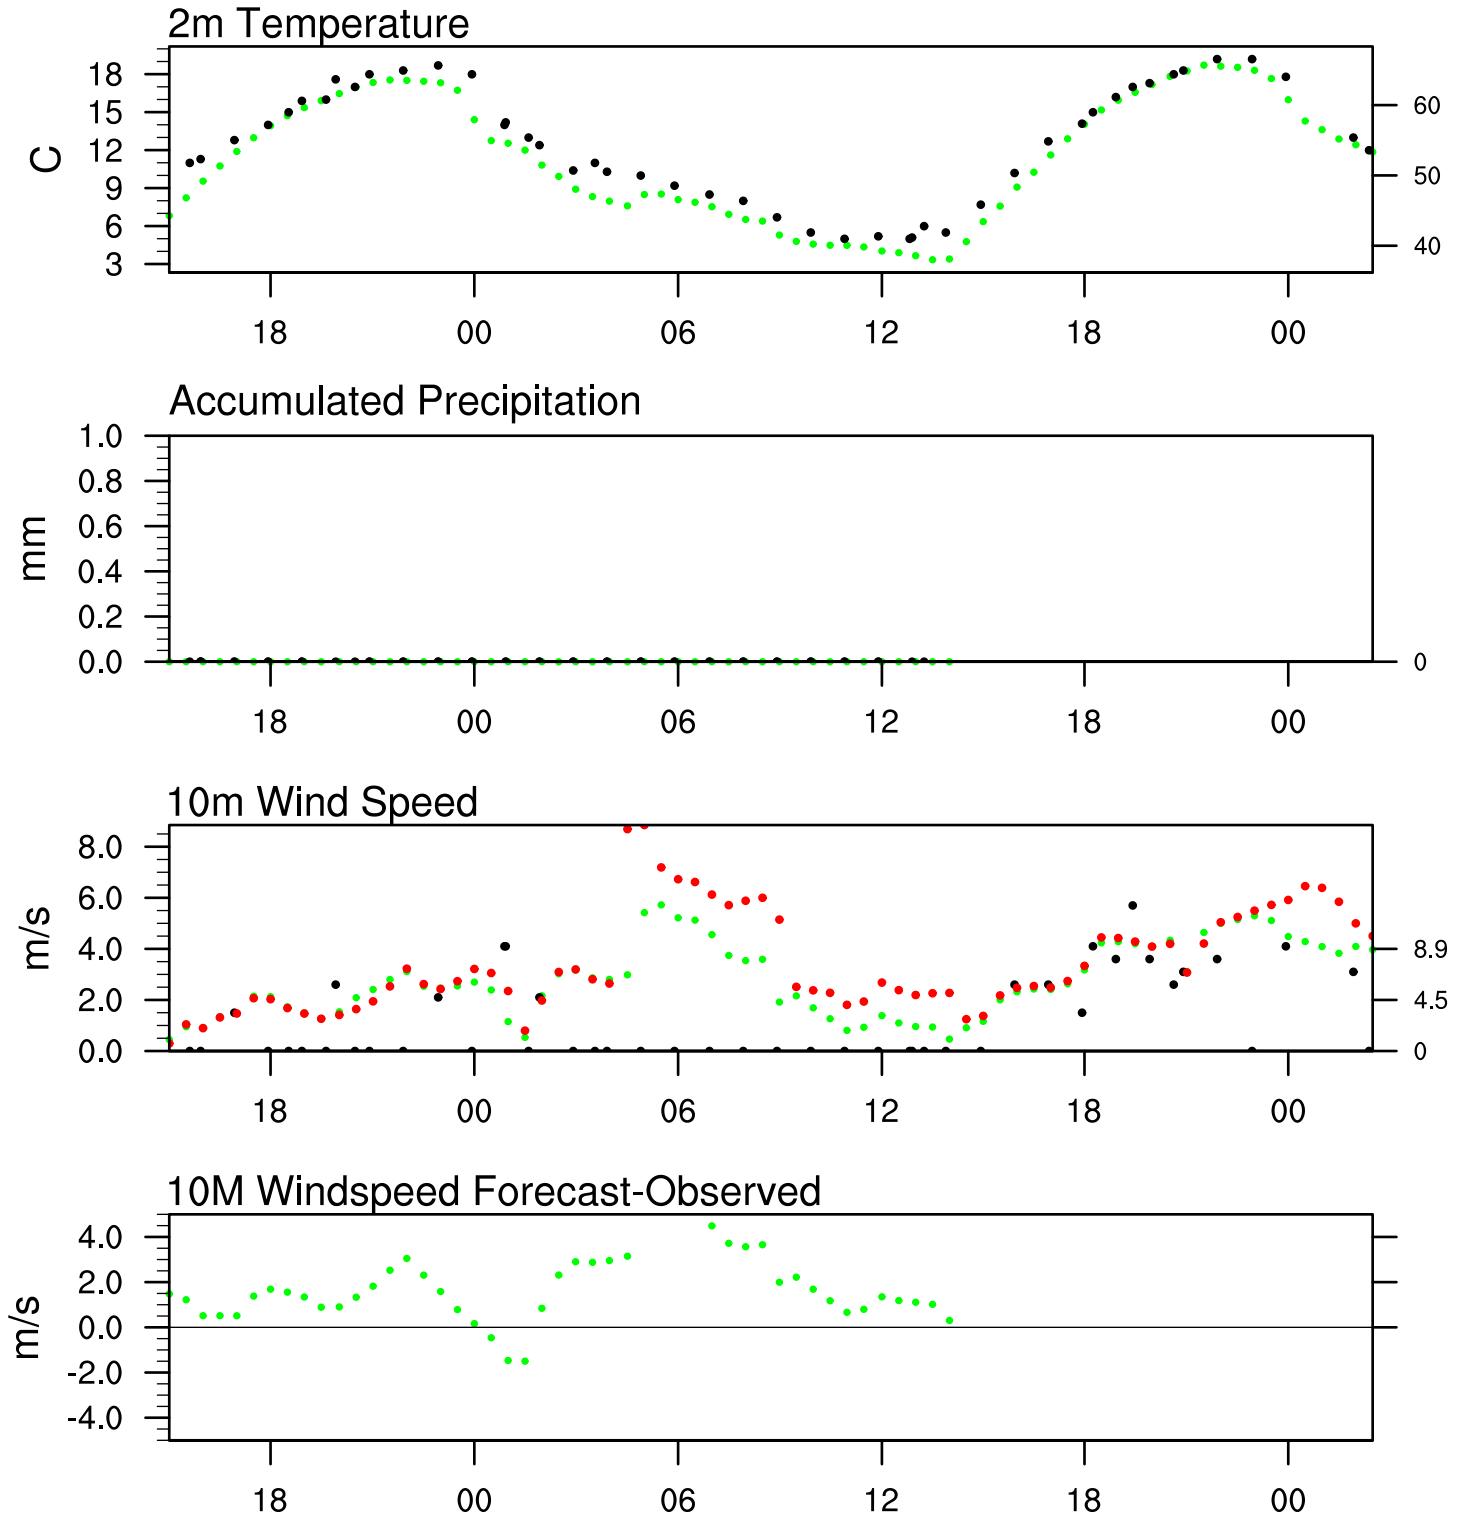 2m Temperature
18
15
12
9
6
3
C
60
50
40
18 00 06 12 18 00
Accumulated Precipitation
1.0
0.8
0.6
0.4
0.2
0.0
mm
0
18 00 06 12 18 00
10m Wind Speed
8.0
6.0
4.0
2.0
0.0
m/s
8.9
4.5
0
18 00 06 12 18 00
10M Windspeed Forecast-Observed
4.0
2.0
0.0
-2.0
-4.0
m/s
18 00 06 12 18 00